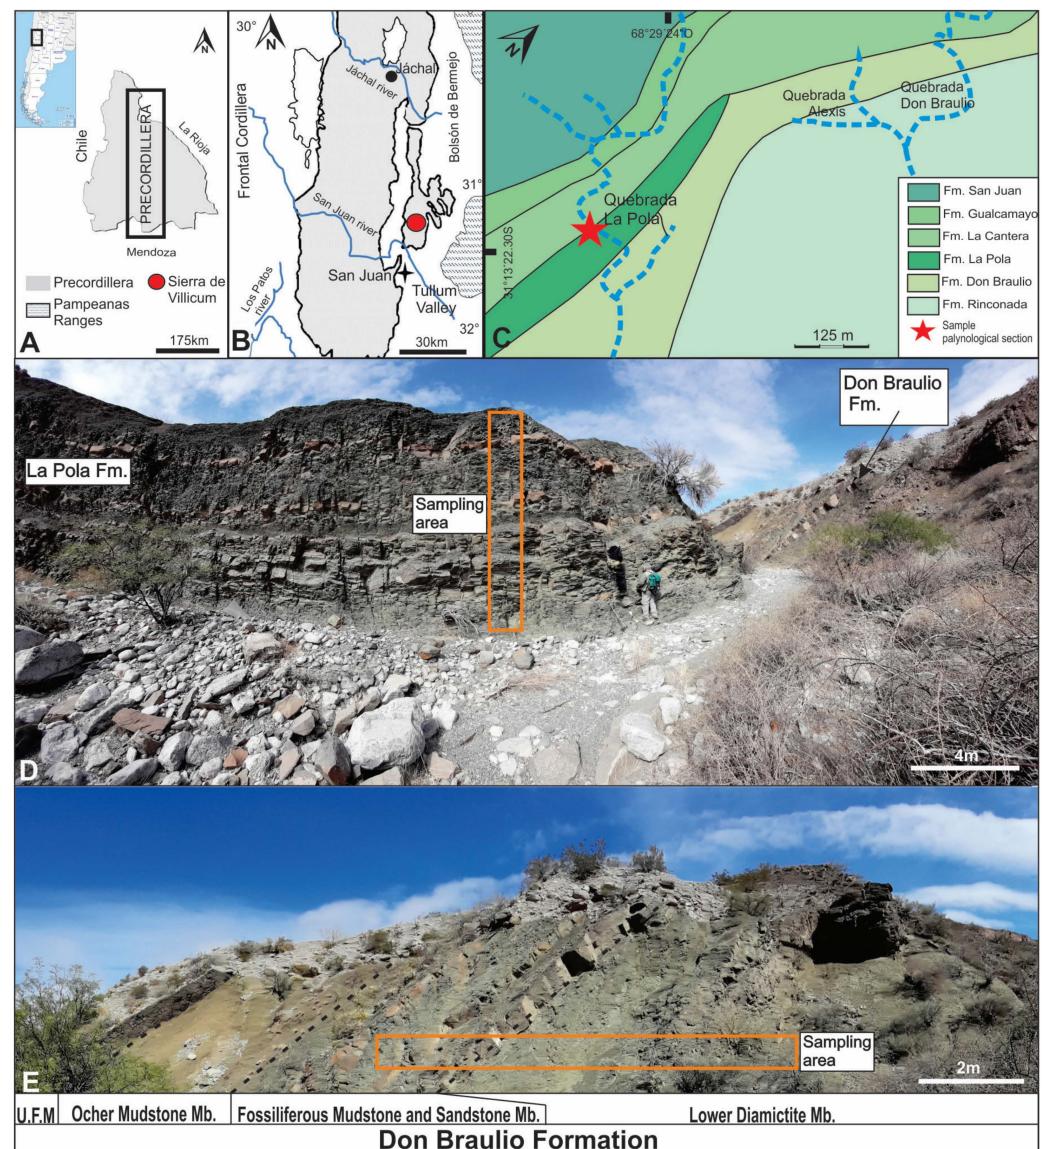 N
Chile
PRECORDILLERA
La Rioja
Mendoza
Precordillera
Sierra de
Villicum
Pampeanas
Ranges
A
175km
30°
N
Jáchal
Jáchal river
Bolsón de Bermejo
Frontal Cordillera
31°
San Juan river
San Juan
Tullum
Valley
Los Patos
river
32°
B
30km
N
68°29´24"O
Quebrada
Alexis
Quebrada
Don Braulio
Quebrada
La Pola
31°13´22.30S
C
125 m
Fm. San Juan
Fm. Gualcamayo
Fm. La Cantera
Fm. La Pola
Fm. Don Braulio
Fm. Rinconada
Sample
palynological section
Don Braulio
Fm.
La Pola Fm.
Sampling
area
D
4m
Sampling
area
E
2m
U.F.M
Ocher Mudstone Mb.
Fossiliferous Mudstone and Sandstone Mb.
Lower Diamictite Mb.
Don Braulio Formation